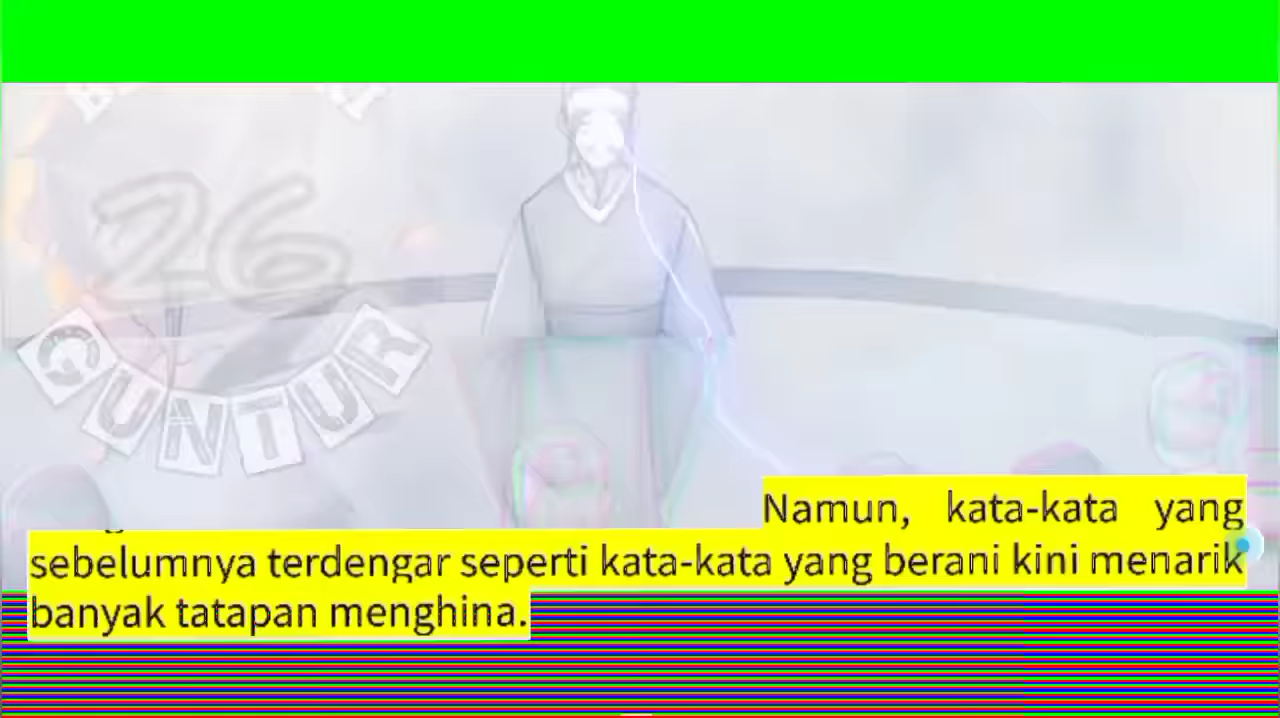 26
GUNTUR
Namun, kata-kata yang
sebelumnya terdengar seperti kata-kata yang berani kini menarik
banyak tatapan menghina.